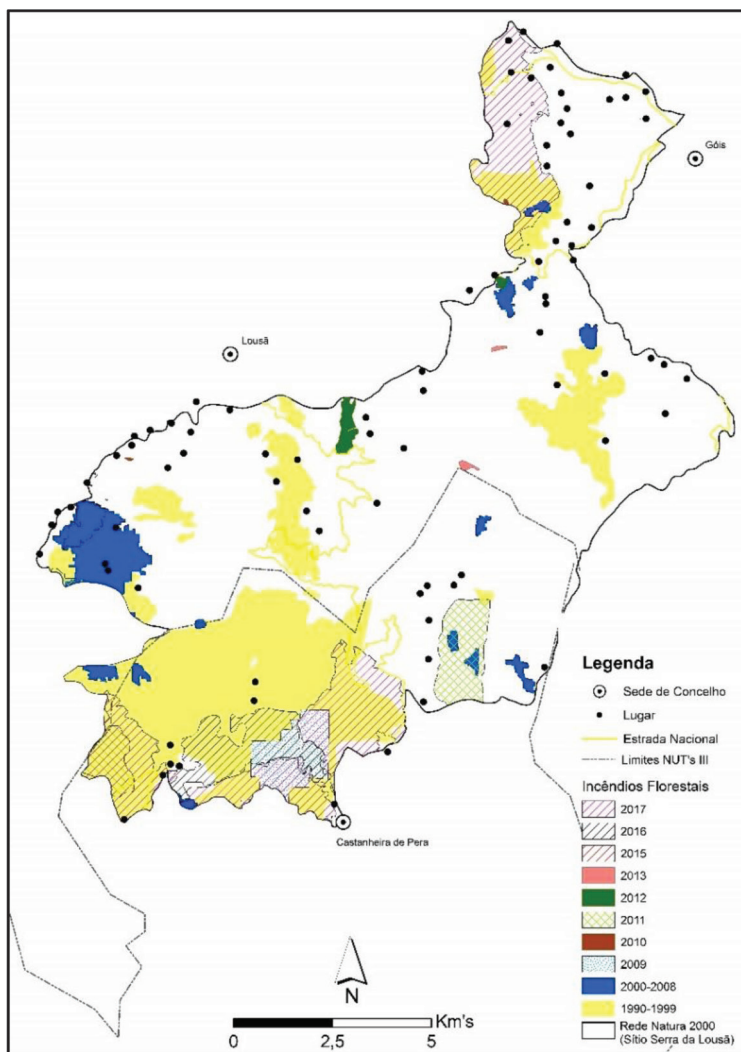 Góis
Lousã
Castanheira de Pera
Legenda
Sede de Concelho
Lugar
Estrada Nacional
Limites NUT's III
Incêndios Florestais
2017
2016
2015
2013
2012
2011
2010
2009
2000-2008
1990-1999
Rede Natura 2000
(Sítio Serra da Lousã)
N
Km's
0 2,5 5